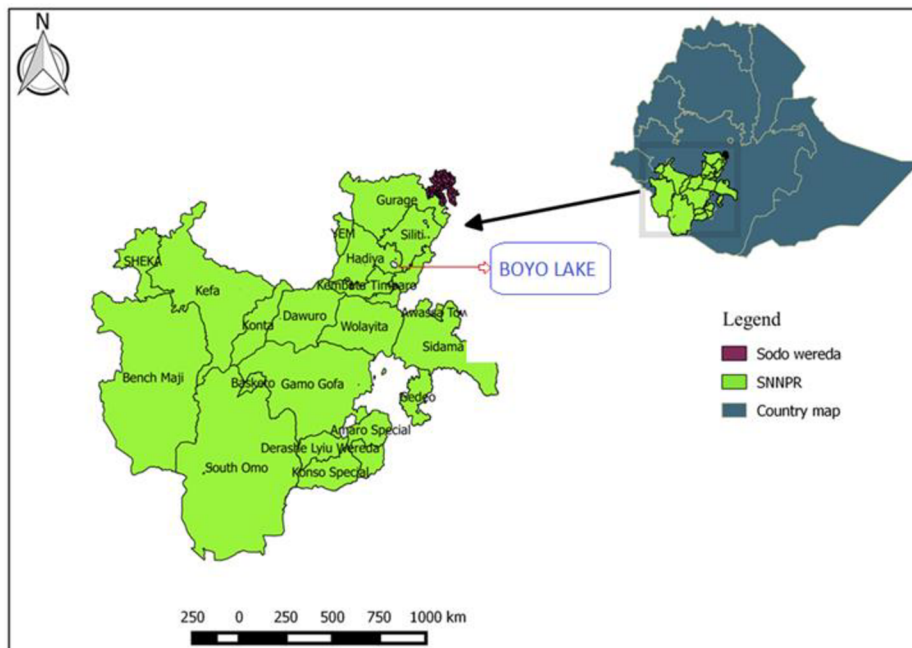 N
Gurage
YEM
Siliti..
SHEKA
Hadiya
BOYO LAKE
Kembata Timbaro
Kefa
Dawuro
Konta
Wolayita
Awassa Tow
Sidama
Bench Maji
Basketo
Gamo Gofa
Gedeo
Amaro Special
Derashe Lyiu Wereda
South Omo
Konso Special
Legend
Sodo wereda
SNNPR
Country map
250 0 250 500 750 1000 km